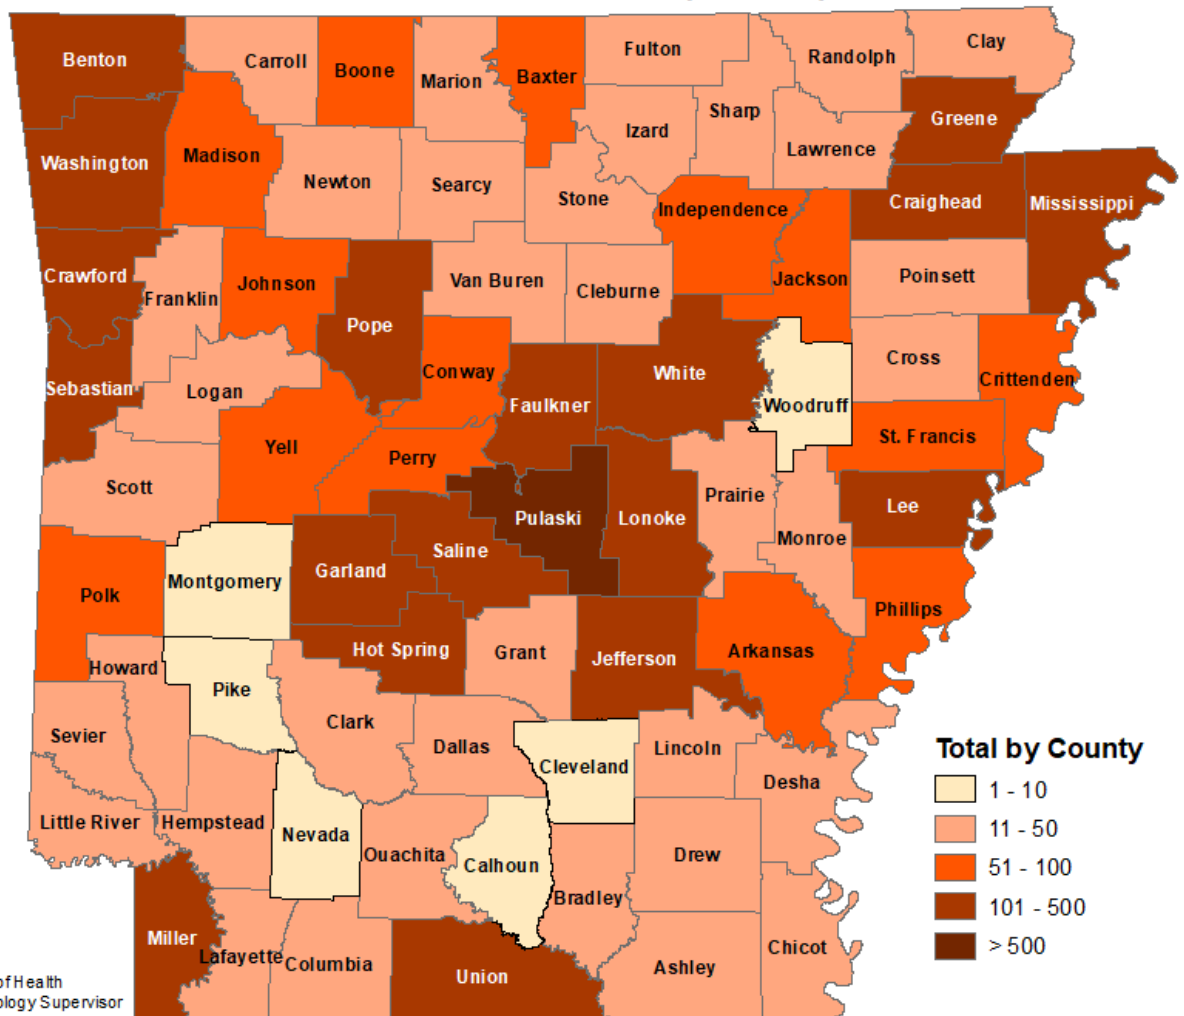 Benton
Carroll
Boone
Marion
Baxter
Fulton
Randolph
Clay
Sharp
Izard
Greene
Lawrence
Washington
Madison
Newton
Searcy
Stone
Independence
Craighead
Mississippi
Crawford
Franklin
Johnson
Van Buren
Cleburne
Jackson
Poinsett
Pope
Sebastian
Logan
Conway
Faulkner
White
Woodruff
Cross
Crittenden
Yell
Perry
St. Francis
Scott
Pulaski
Lonoke
Prairie
Lee
Saline
Monroe
Montgomery
Garland
Polk
Phillips
Howard
Hot Spring
Grant
Jefferson
Arkansas
Pike
Sevier
Clark
Dallas
Cleveland
Lincoln
Desha
Little River
Hempstead
Nevada
Ouachita
Calhoun
Drew
Bradley
Miller
Lafayette
Columbia
Union
Ashley
Chicot
Total by County
1 - 10
11 - 50
51 - 100
101 - 500
> 500
of Health
ology Supervisor